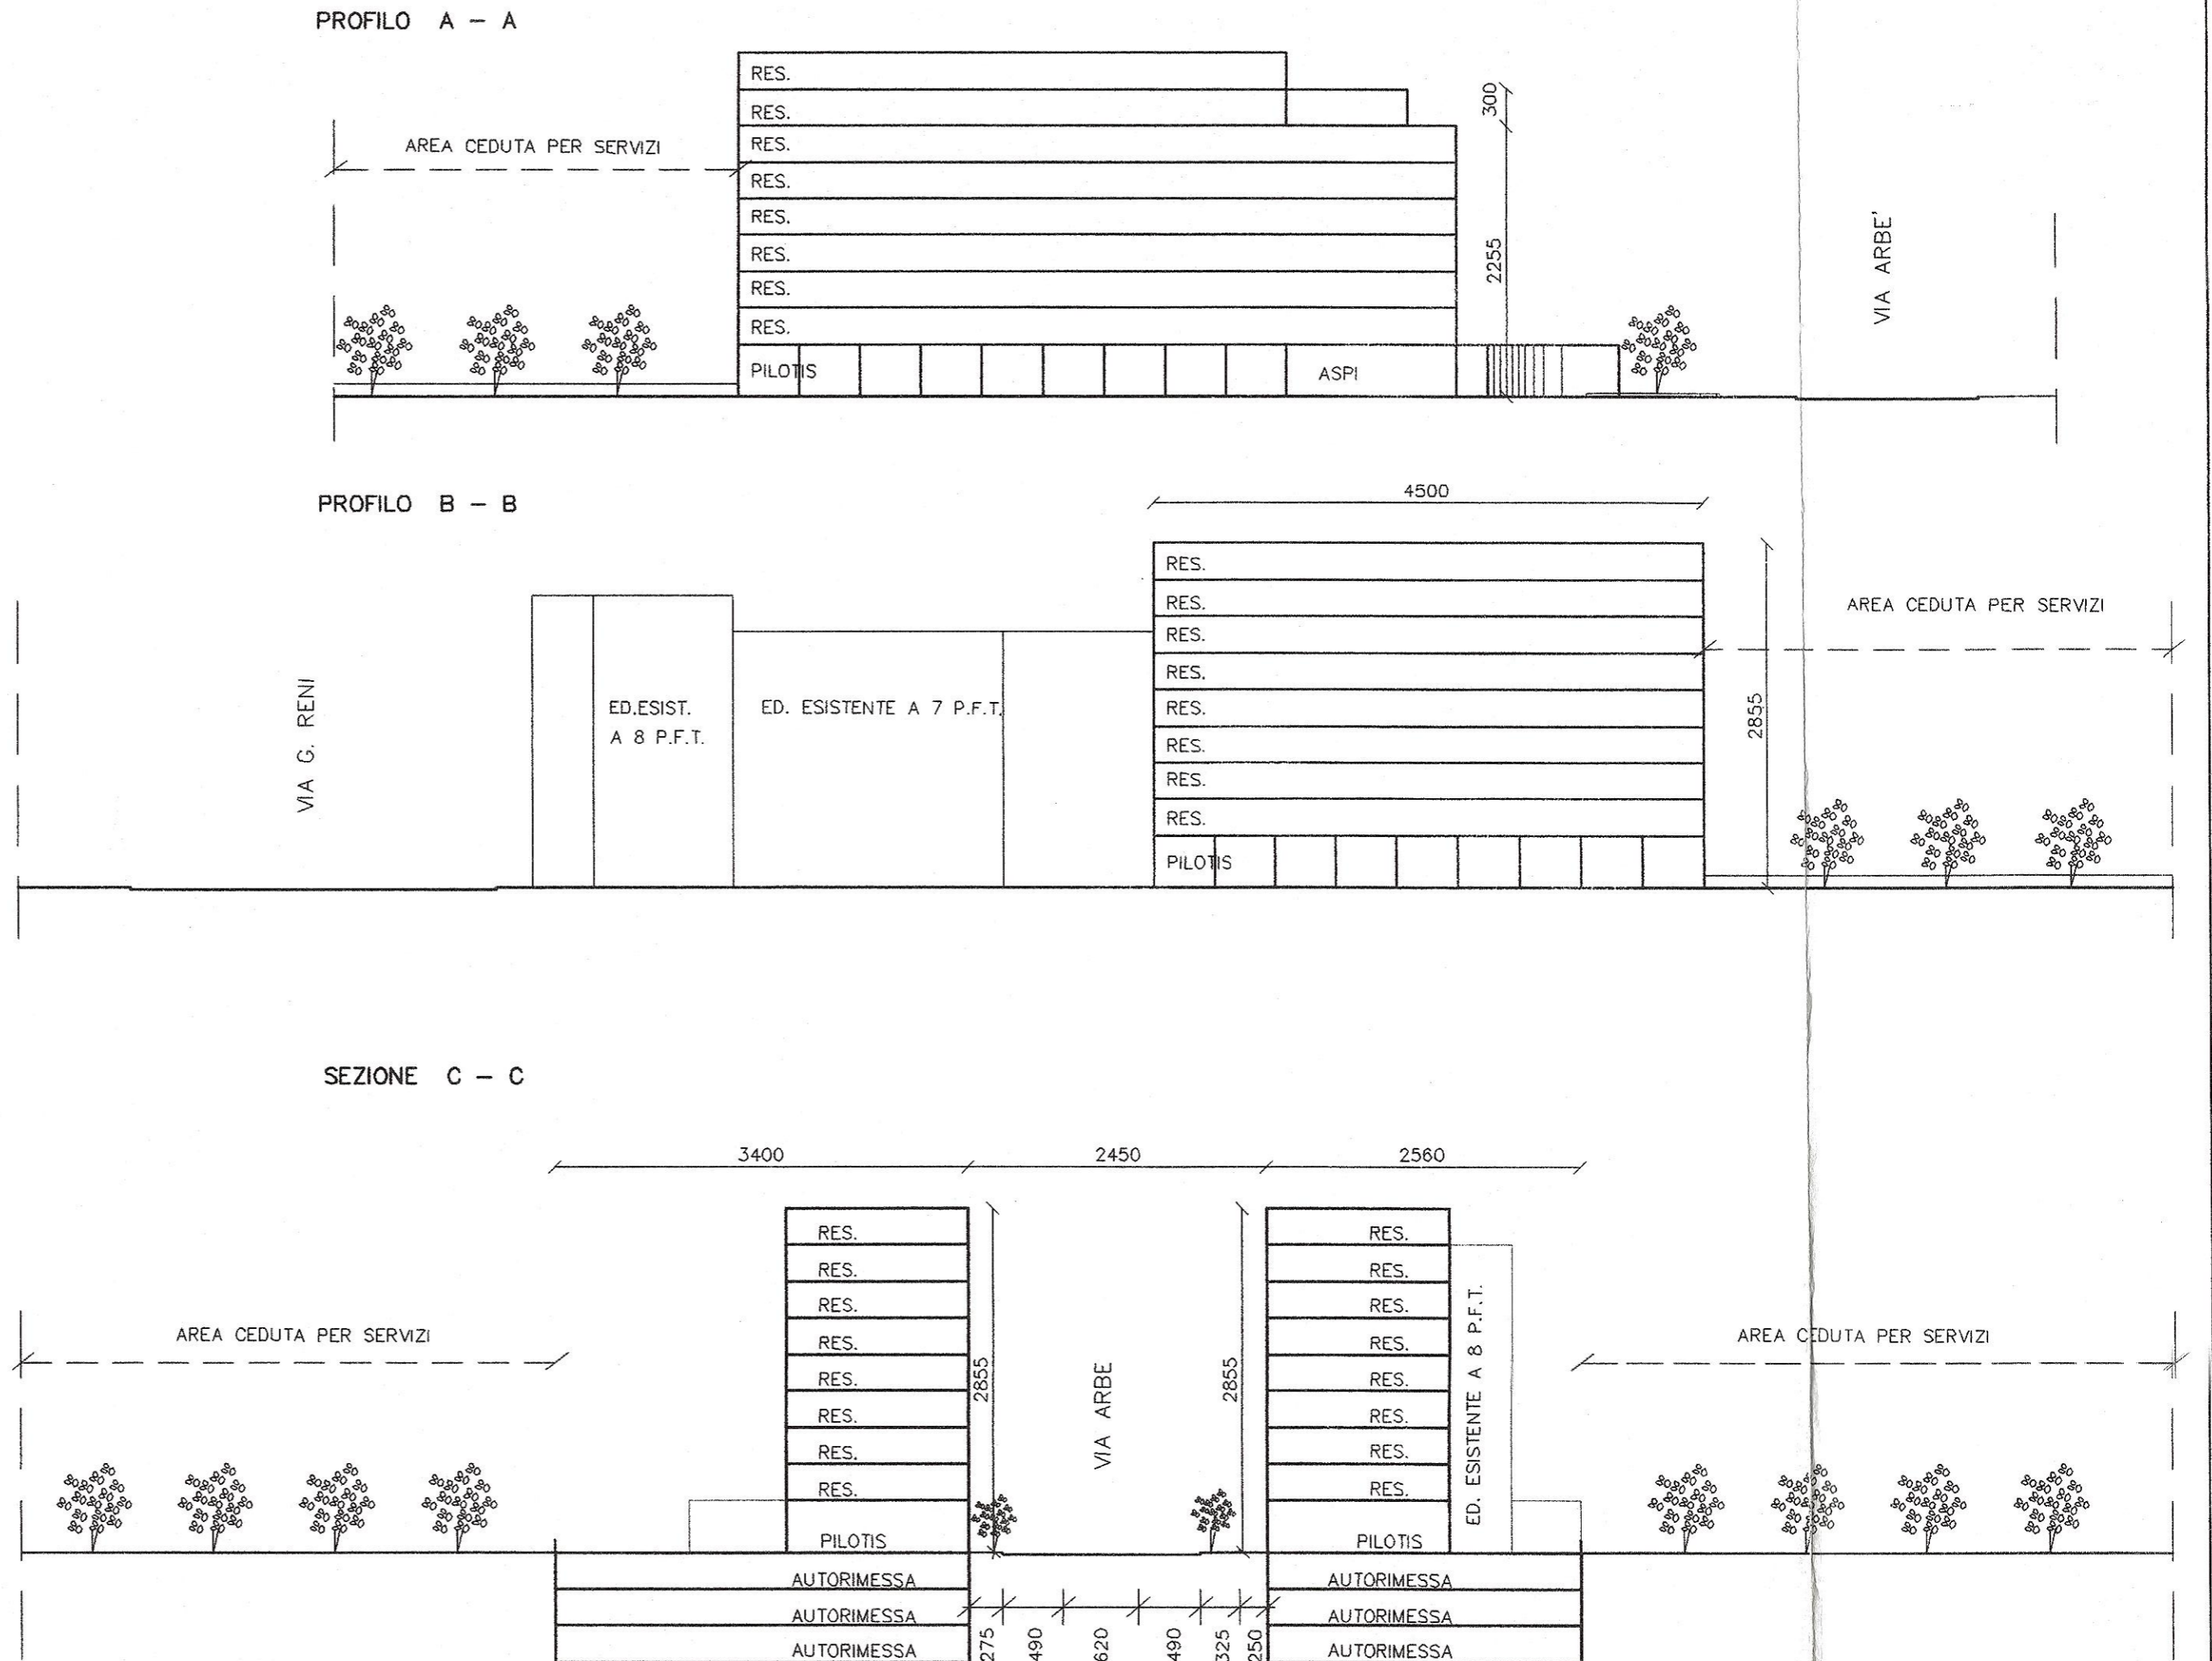 PROFILO A – A
RES.
RES.
300
AREA CEDUTA PER SERVIZI
RES.
RES.
RES.
RES.
RES.
RES.
2255
VIA ARBE'
PILOTIS
ASPI
PROFILO B – B
4500
RES.
RES.
RES.
RES.
RES.
RES.
RES.
RES.
PILOTIS
AREA CEDUTA PER SERVIZI
2855
VIA G. RENI
ED.ESIST.
A 8 P.F.T.
ED. ESISTENTE A 7 P.F.T.
SEZIONE C – C
3400
2450
2560
RES.
RES.
RES.
RES.
RES.
RES.
RES.
RES.
PILOTIS
2855
VIA ARBE
2855
RES.
RES.
RES.
RES.
RES.
RES.
RES.
RES.
PILOTIS
ED. ESISTENTE A 8 P.F.T.
AREA CEDUTA PER SERVIZI
AREA CEDUTA PER SERVIZI
AUTORIMESSA
AUTORIMESSA
AUTORIMESSA
AUTORIMESSA
AUTORIMESSA
AUTORIMESSA
275
490
620
490
325
250